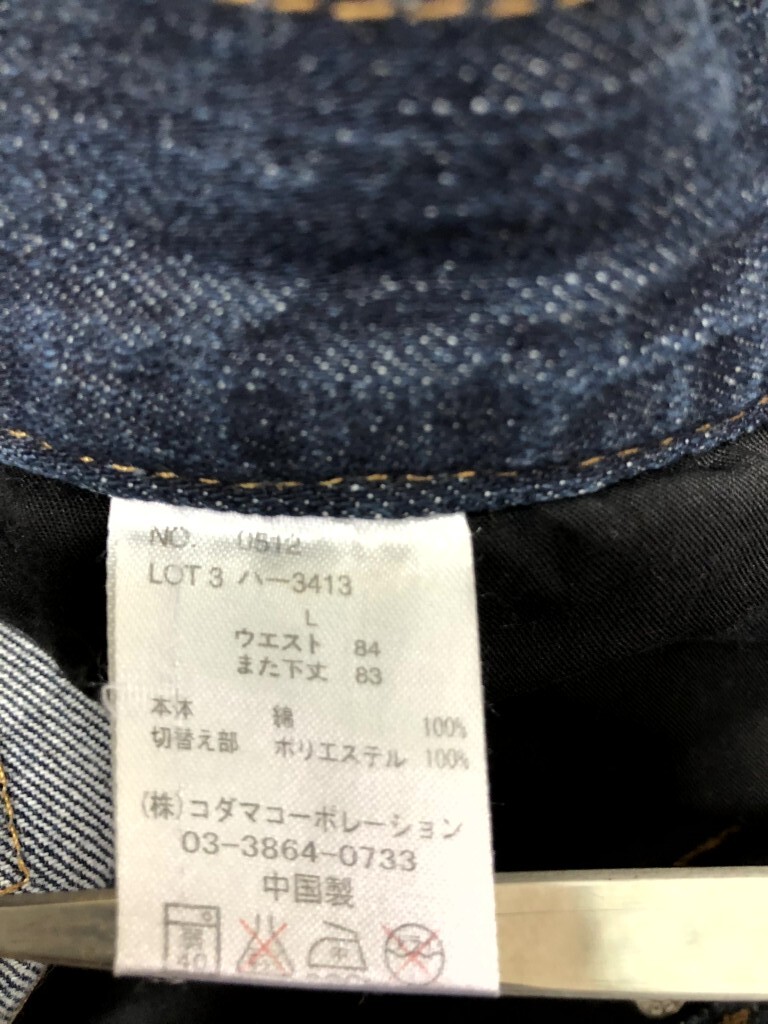 NO. 0512
LOT 3 ハー3413
L
ウエスト 84
また下丈 83
本体 綿 100%
切替え部 ポリエステル 100%
(株)コダマコーポレーション
03-3864-0733
中国製
40
中